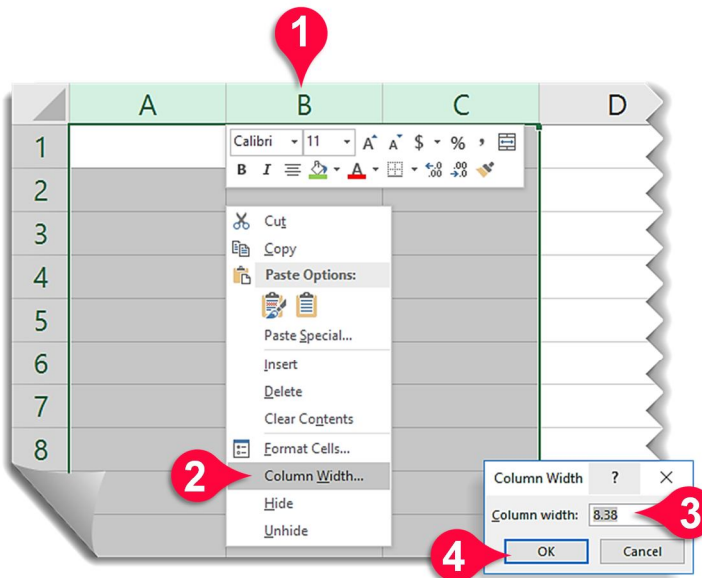 1
A B C D
1
Calibri 11 A A $ % ,
B I A .00 .00
2
3
Cut
Copy
4
Paste Options:
5
Paste Special...
6
Insert
7
Delete
Clear Contents
8
Format Cells...
2
Column Width...
Hide
Unhide
Column Width ? ×
Column width: 8.38
3
4
OK Cancel